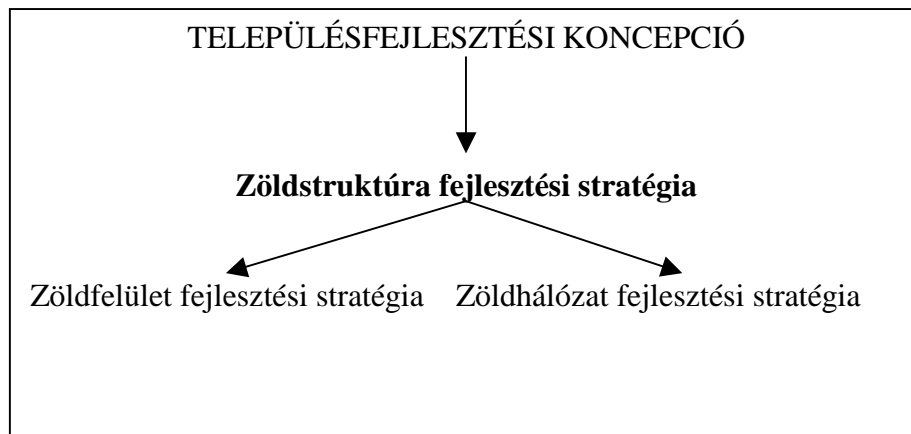 TELEPÜLÉSFEJLESZTÉSI KONCEPCIÓ
Zöldstruktúra fejlesztési stratégia
Zöldfelület fejlesztési stratégia Zöldhálózat fejlesztési stratégia